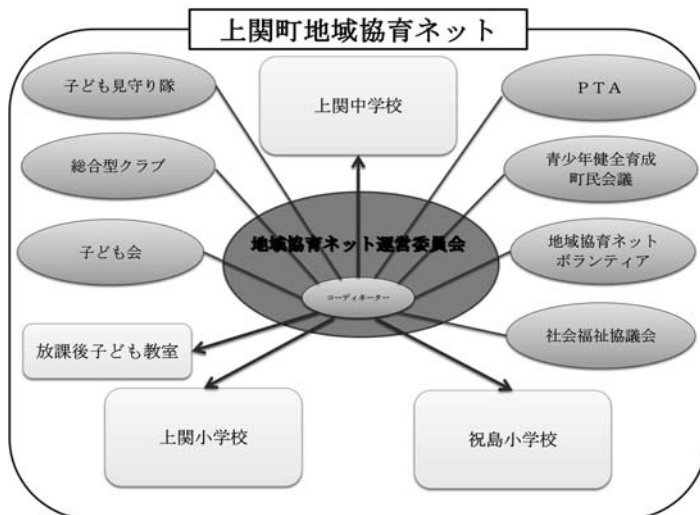 上関町地域協育ネット
子ども見守り隊
上関中学校
PTA
総合型クラブ
青少年健全育成
町民会議
地域協育ネット運営委員会
子ども会
地域協育ネット
ボランティア
コーディネーター
社会福祉協議会
放課後子ども教室
上関小学校
祝島小学校